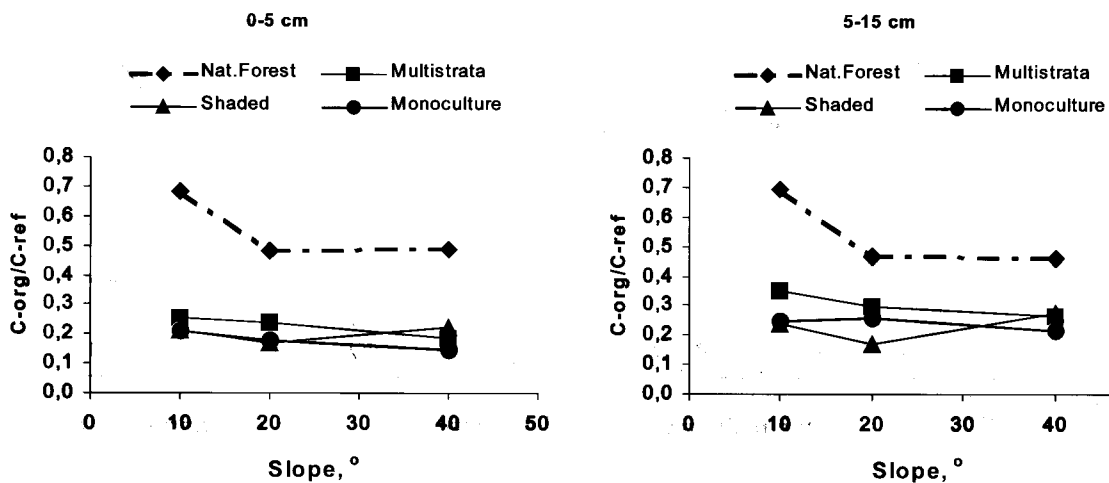 0-5 cm
Nat.Forest
Multistrata
Shaded
Monoculture
C-org/C-ref
0,8
0,7
0,6
0,5
0,4
0,3
0,2
0,1
0,0
0 10 20 30 40 50
Slope, °
5-15 cm
Nat.Forest
Multistrata
Shaded
Monoculture
C-org/C-ref
0,8
0,7
0,6
0,5
0,4
0,3
0,2
0,1
0,0
0 10 20 30 40
Slope, °